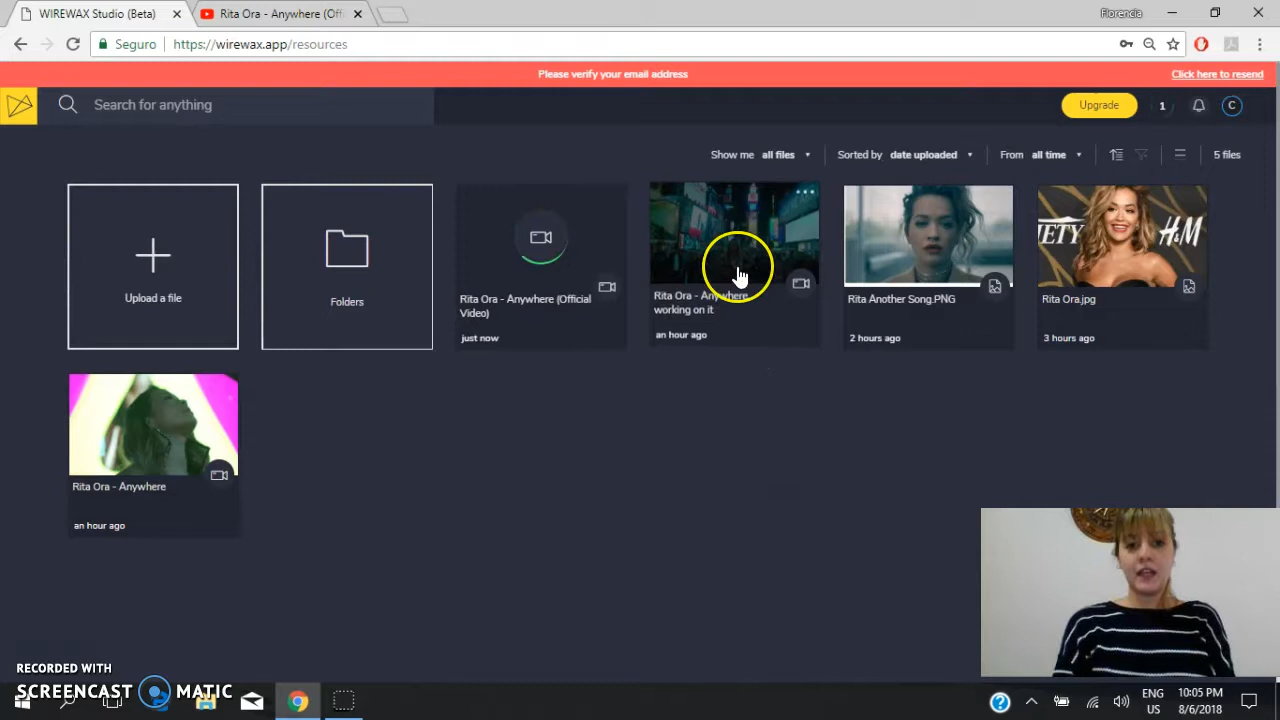 WIREWAX Studio (Beta)
Rita Ora - Anywhere (Offi
Florencia
Seguro
https://wirewax.app/resources
Please verify your email address
Click here to resend
Search for anything
Upgrade
1
C
Show me all files
Sorted by date uploaded
From all time
5 files
Upload a file
Folders
Rita Ora - Anywhere (Official
Video)
just now
Rita Ora - Anywhere
working on it
an hour ago
Rita Another Song.PNG
2 hours ago
ETY
H&M
Rita Ora.jpg
3 hours ago
Rita Ora - Anywhere
an hour ago
RECORDED WITH
SCREENCAST MATIC
ENG
US
10:05 PM
8/6/2018